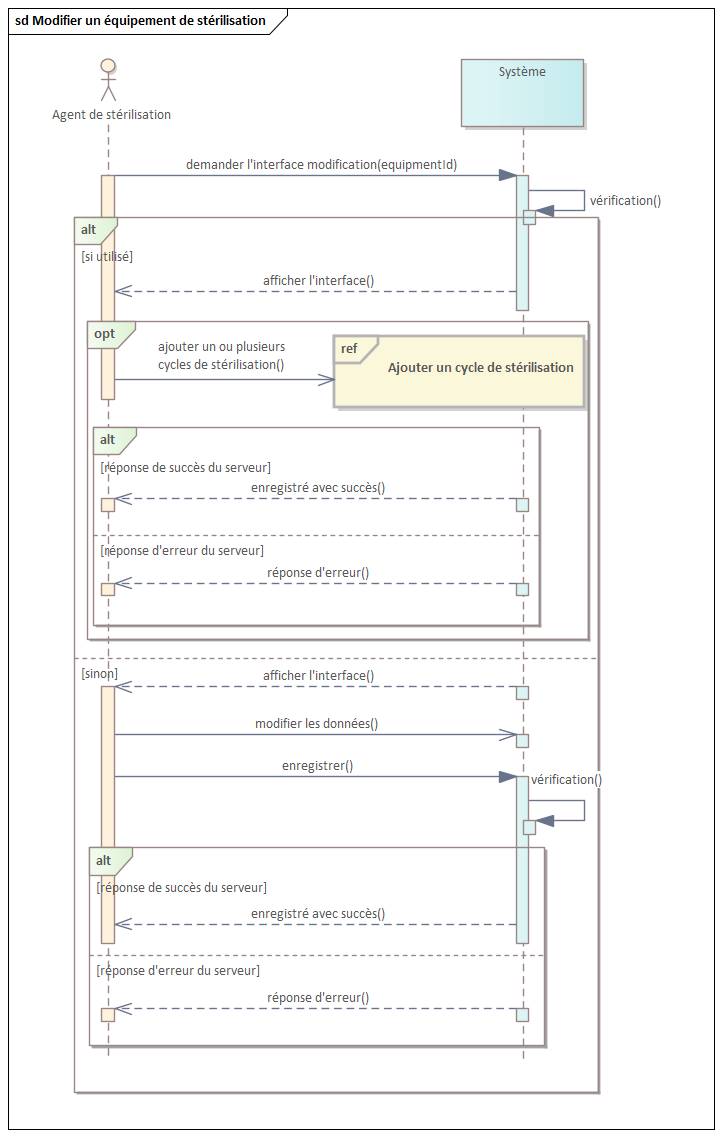 sd Modifier un équipement de stérilisation
Agent de stérilisation
Système
demander l'interface modification(equipmentId)
vérification()
alt
[si utilisé]
afficher l'interface()
opt
ajouter un ou plusieurs
cycles de stérilisation()
ref
Ajouter un cycle de stérilisation
alt
[réponse de succès du serveur]
enregistré avec succès()
[réponse d'erreur du serveur]
réponse d'erreur()
[sinon]
afficher l'interface()
modifier les données()
enregistrer()
vérification()
alt
[réponse de succès du serveur]
enregistré avec succès()
[réponse d'erreur du serveur]
réponse d'erreur()